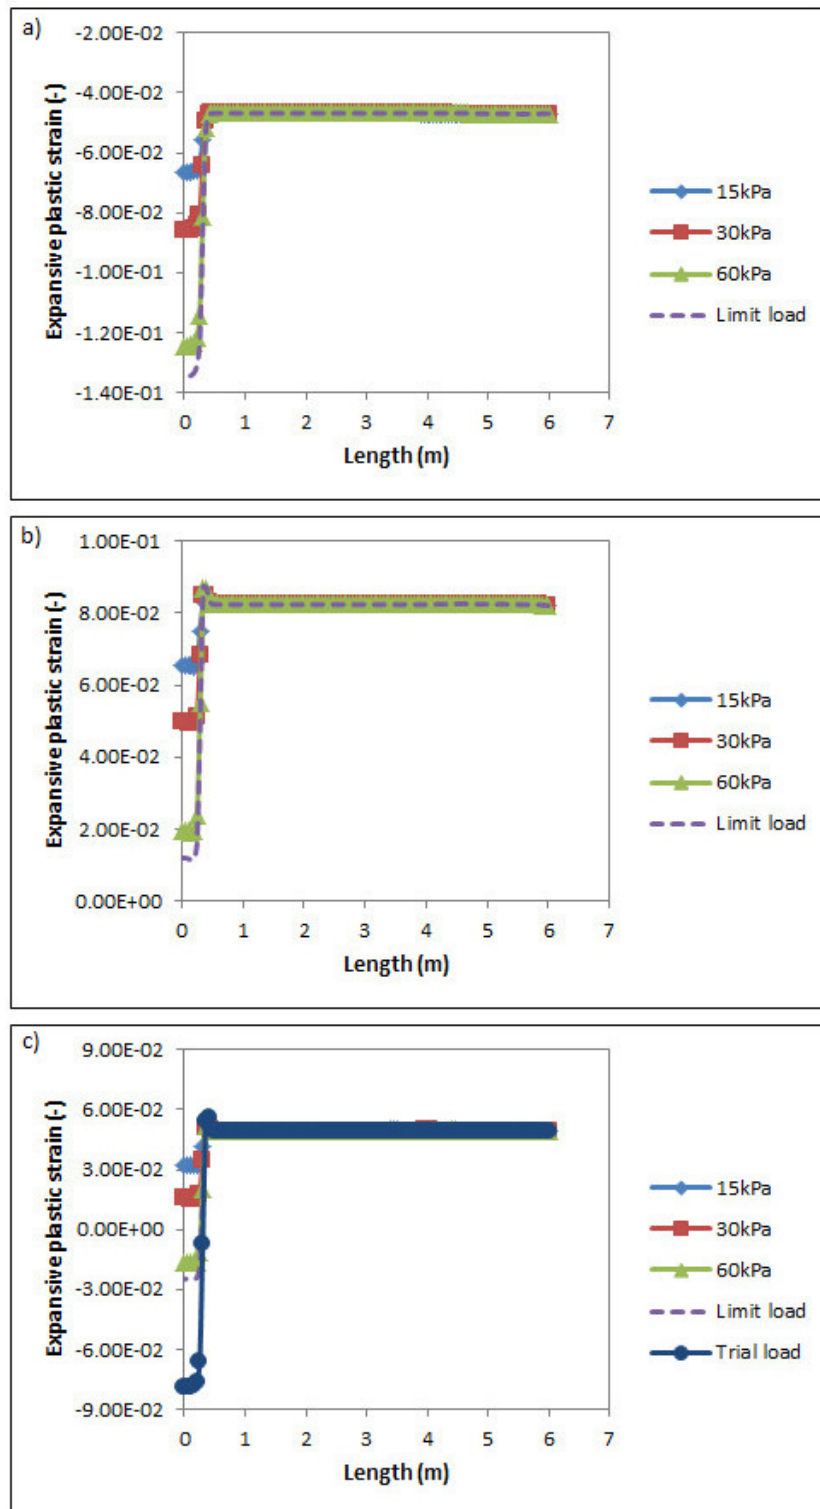 a)
-2.00E-02
-4.00E-02
-6.00E-02
-8.00E-02
-1.00E-01
-1.20E-01
-1.40E-01
Expansive plastic strain (-)
0 1 2 3 4 5 6 7
Length (m)
15kPa
30kPa
60kPa
Limit load
b)
1.00E-01
8.00E-02
6.00E-02
4.00E-02
2.00E-02
0.00E+00
Expansive plastic strain (-)
0 1 2 3 4 5 6 7
Length (m)
15kPa
30kPa
60kPa
Limit load
c)
9.00E-02
6.00E-02
3.00E-02
0.00E+00
-3.00E-02
-6.00E-02
-9.00E-02
Expansive plastic strain (-)
0 1 2 3 4 5 6 7
Length (m)
15kPa
30kPa
60kPa
Limit load
Trial load